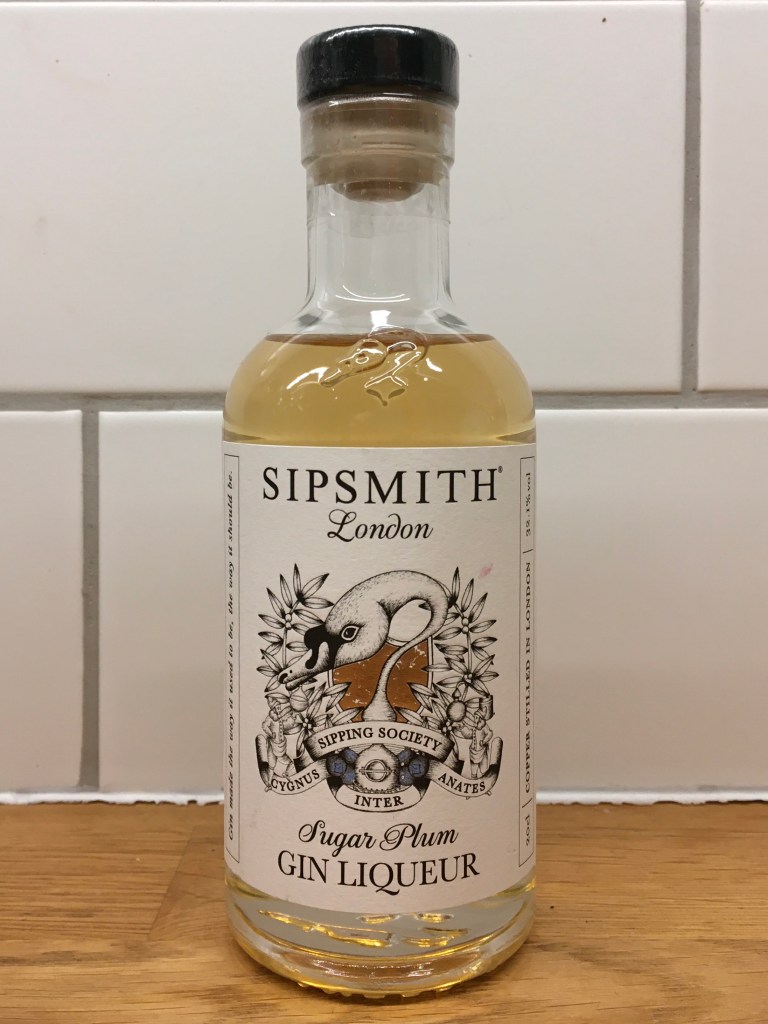 SIPSMITH®
London
SIPPING SOCIETY
CYGNUS
INTER
ANATES
Sugar Plum
GIN LIQUEUR
Gin made the way it used to be, the way it should be.
20cl | COPPER STILLED IN LONDON | 32.1% vol